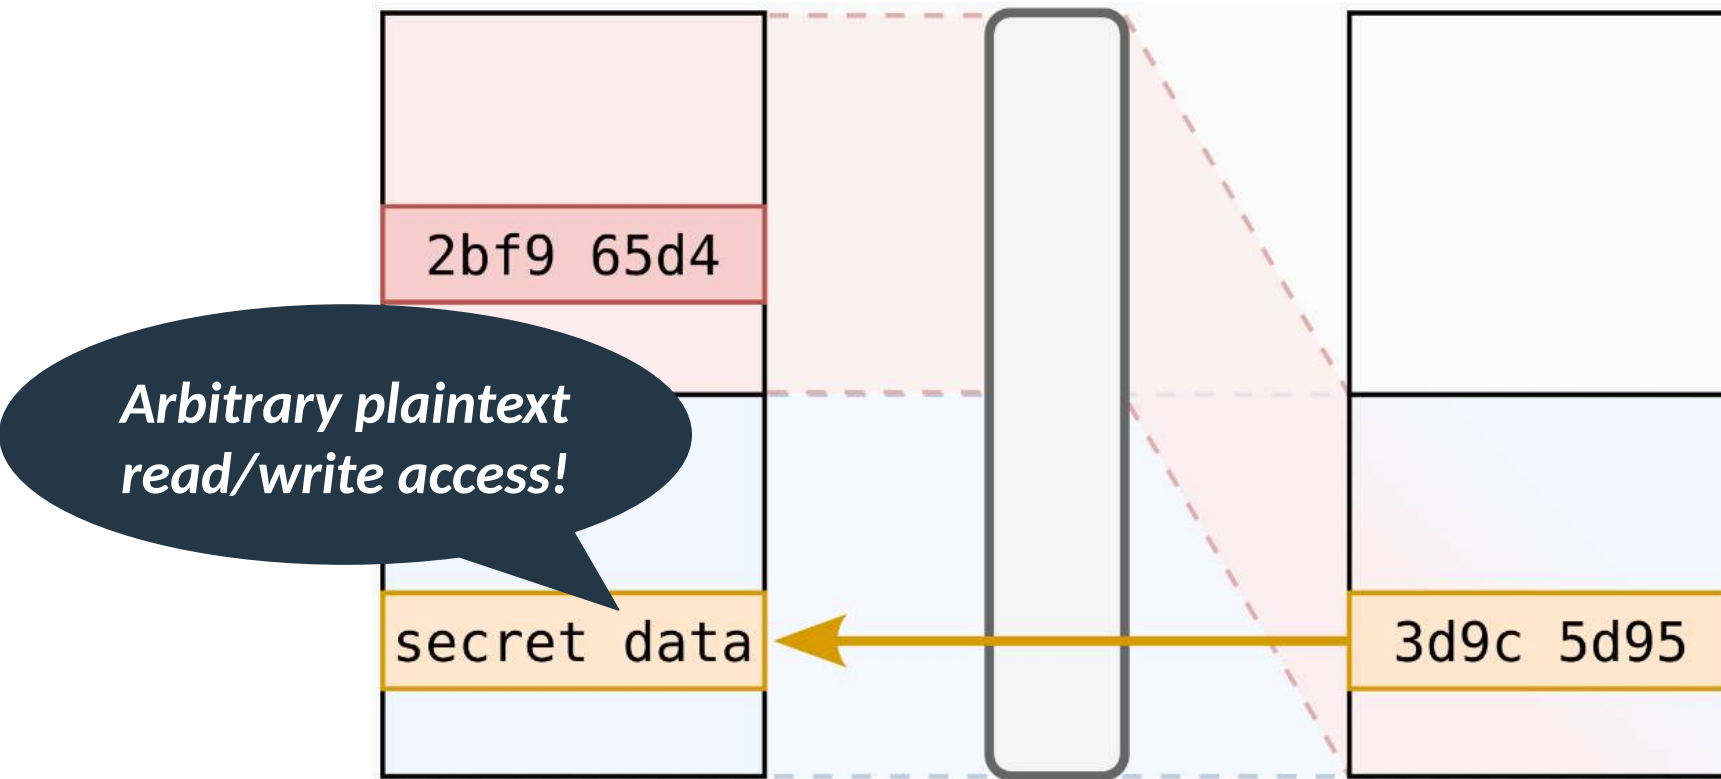 2bf9 65d4
Arbitrary plaintext
read/write access!
secret data
3d9c 5d95